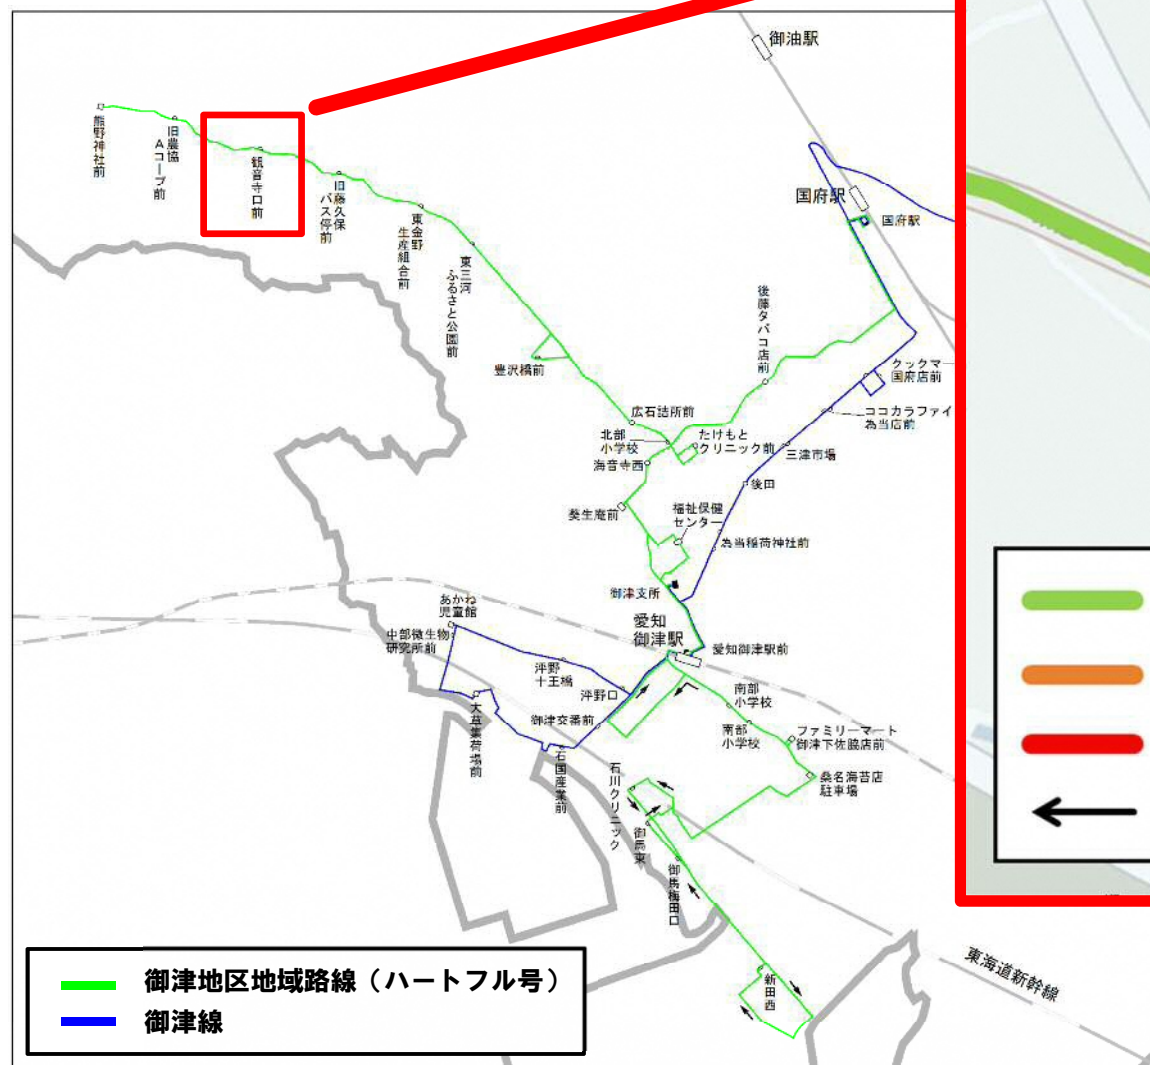 御油駅
熊野神社前
旧農協
Aコープ前
観音寺口前
旧藤久保
バス停前
東金野
生産組合前
東三河
ふるさと公園前
国府駅
国府駅
後藤タバコ店前
豊沢橋前
クックマー
国府店前
ココカラファイ
為当店前
広石詰所前
北部
小学校
たけもと
クリニック前
三津市場
海音寺西
後田
葵生庵前
福祉保健
センター
為当稲荷神社前
御津支所
あかね
児童館
愛知
御津駅
愛知御津駅前
中部微生物
研究所前
泙野
十王橋
泙野口
南部
小学校
大草集荷場前
御津交番前
南部
小学校
ファミリーマート
御津下佐脇店前
石国産業前
石川クリニック
桑名海苔店
駐車場
御馬東
御馬梅田口
新田西
東海道新幹線
御津地区地域路線（ハートフル号）
御津線